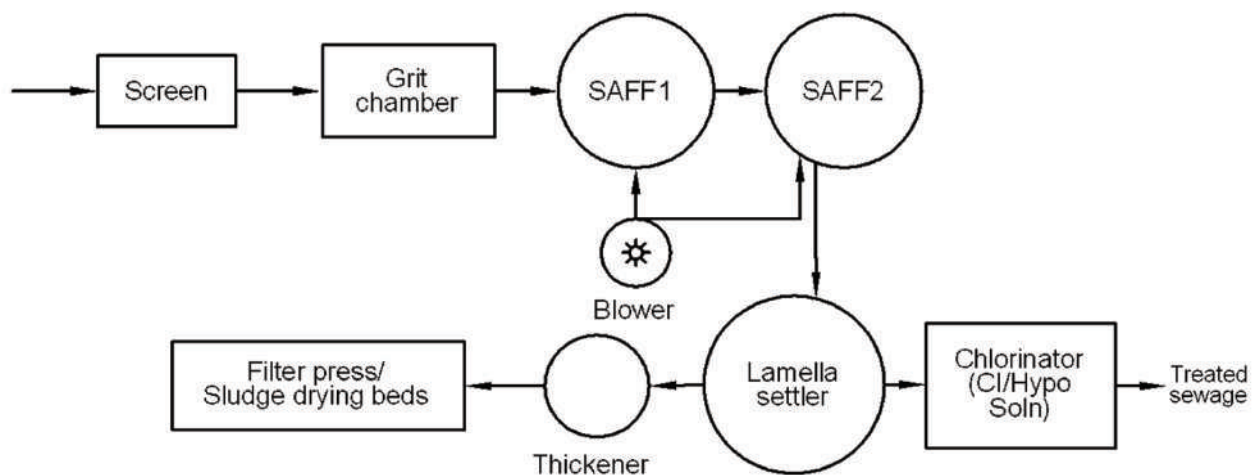 Screen
Grit
chamber
SAFF1
SAFF2
Blower
Filter press/
Sludge drying beds
Thickener
Lamella
settler
Chlorinator
(Cl/Hypo
Soln)
Treated
sewage